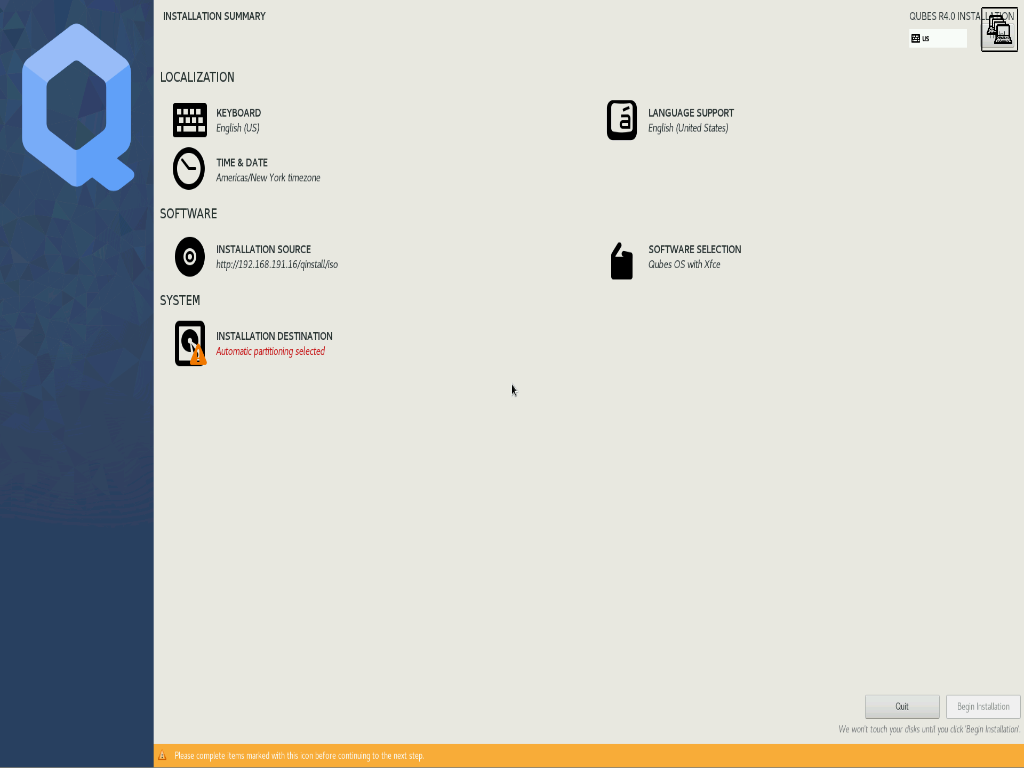 INSTALLATION SUMMARY
QUBES R4.0 INSTALLATION
us
LOCALIZATION
KEYBOARD
English (US)
LANGUAGE SUPPORT
English (United States)
TIME & DATE
Americas/New York timezone
SOFTWARE
INSTALLATION SOURCE
http://192.168.191.16/qinstall/iso
SOFTWARE SELECTION
Qubes OS with Xfce
SYSTEM
INSTALLATION DESTINATION
Automatic partitioning selected
Quit
Begin Installation
We won't touch your disks until you click 'Begin Installation'.
Please complete items marked with this icon before continuing to the next step.